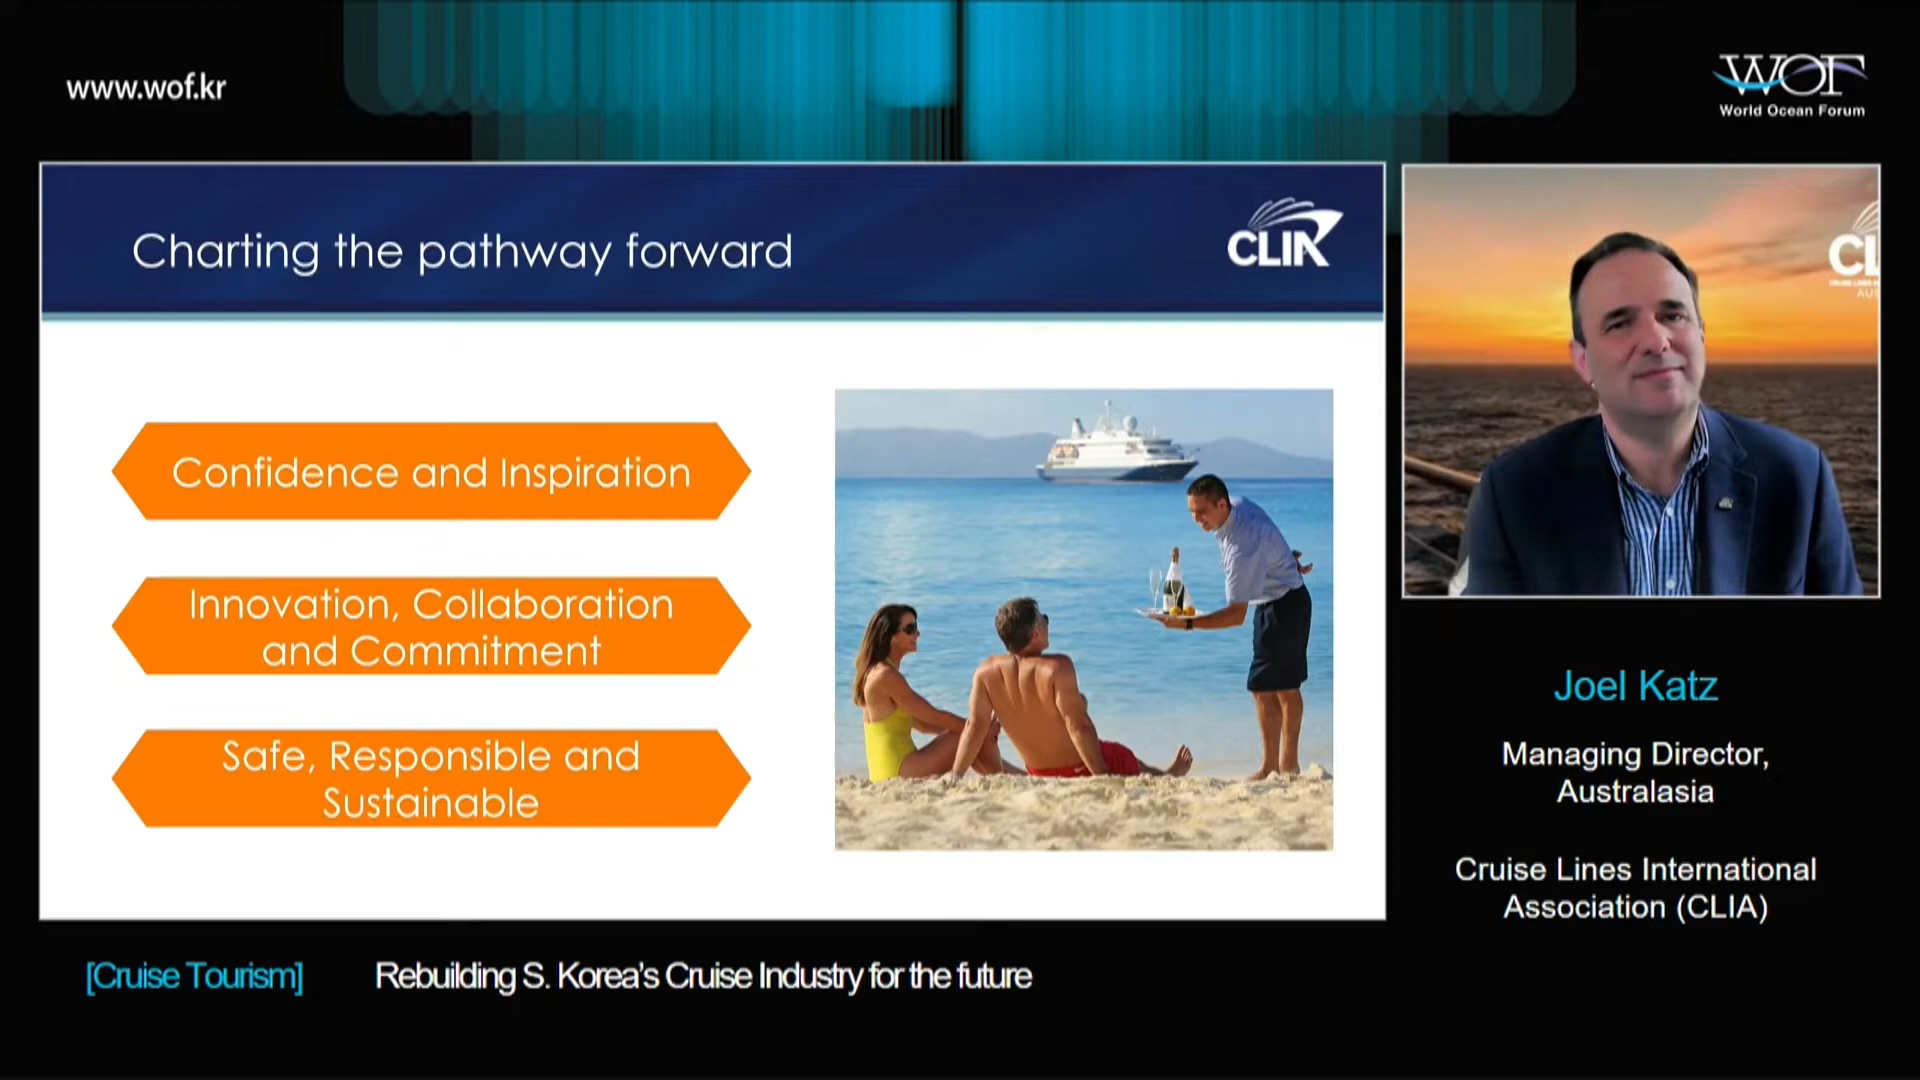 www.wof.kr
WOF
World Ocean Forum
Charting the pathway forward
CLIA
Confidence and Inspiration
Innovation, Collaboration
and Commitment
Safe, Responsible and
Sustainable
CL
AUS
Joel Katz
Managing Director,
Australasia
Cruise Lines International
Association (CLIA)
[Cruise Tourism]
Rebuilding S. Korea's Cruise Industry for the future